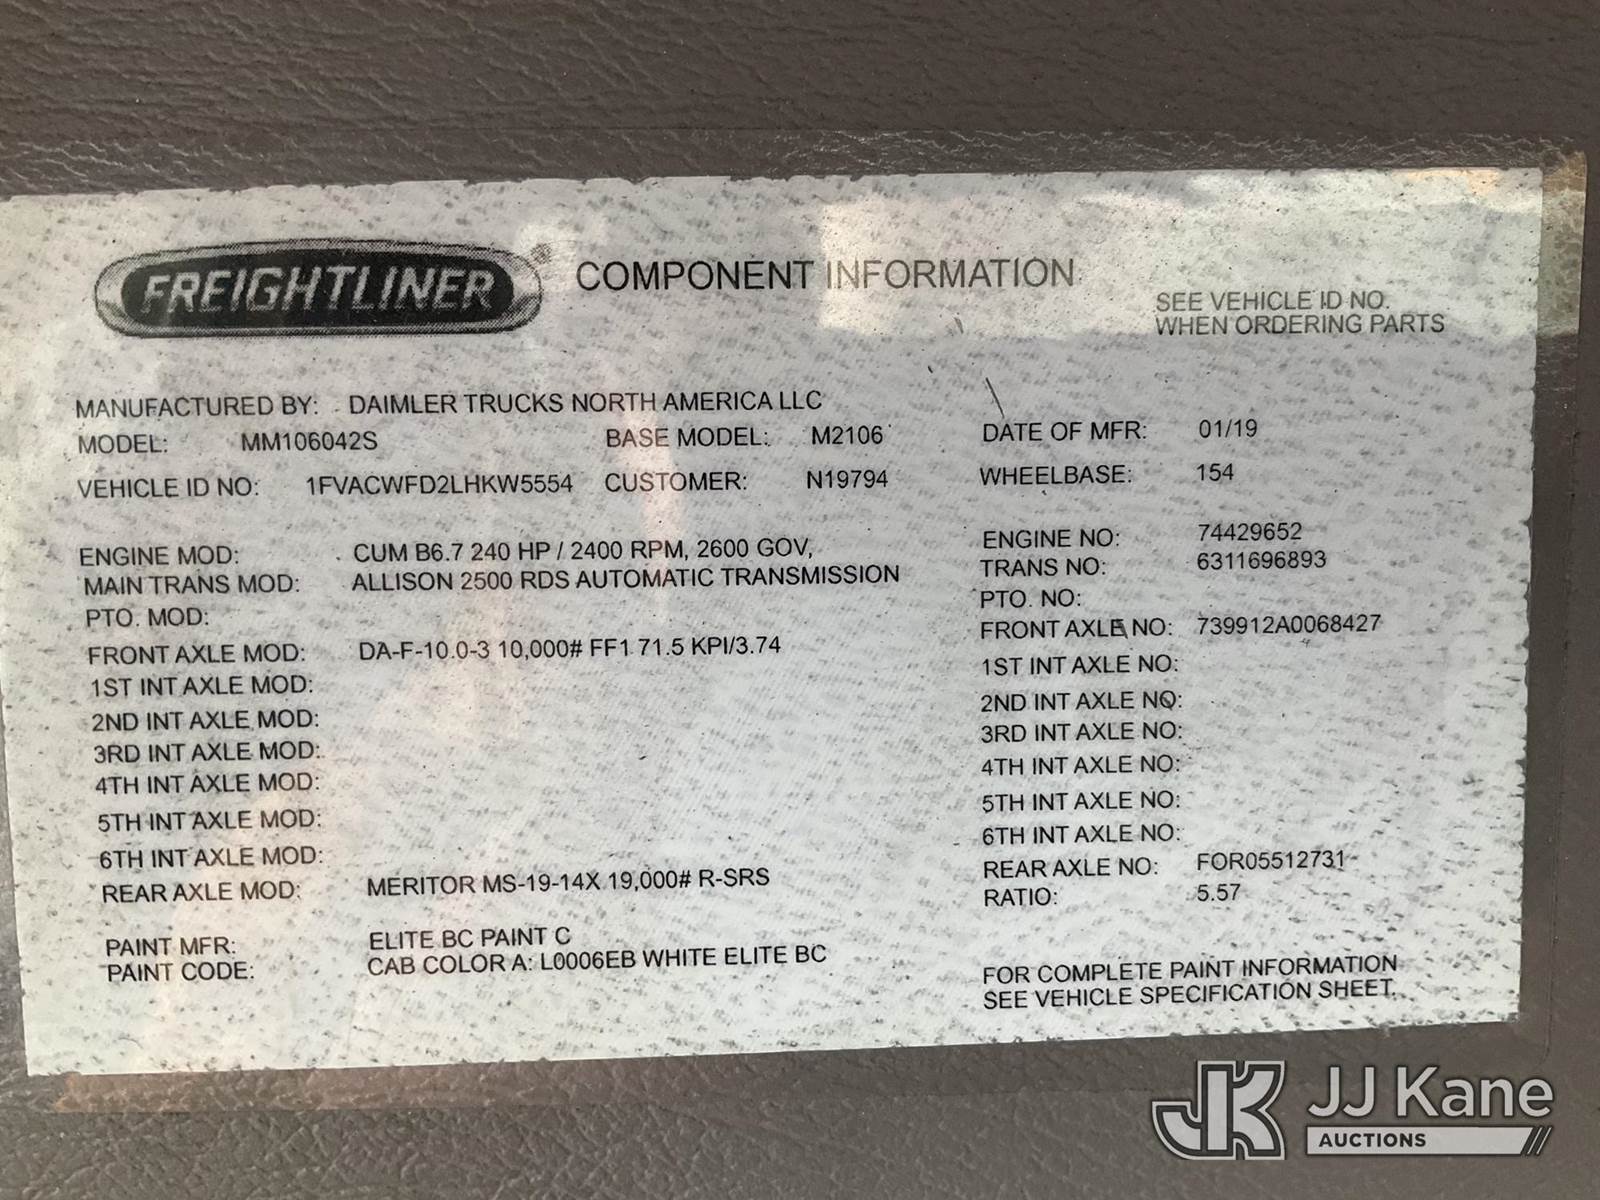 FREIGHTLINER® COMPONENT INFORMATION
SEE VEHICLE ID NO.
WHEN ORDERING PARTS
MANUFACTURED BY: DAIMLER TRUCKS NORTH AMERICA LLC
MODEL: MM106042S BASE MODEL: M2106 DATE OF MFR: 01/19
VEHICLE ID NO: 1FVACWFD2LHKW5554 CUSTOMER: N19794 WHEELBASE: 154
ENGINE MOD: CUM B6.7 240 HP / 2400 RPM, 2600 GOV, ENGINE NO: 74429652
MAIN TRANS MOD: ALLISON 2500 RDS AUTOMATIC TRANSMISSION TRANS NO: 6311696893
PTO. MOD: PTO. NO:
FRONT AXLE MOD: DA-F-10.0-3 10,000# FF1 71.5 KPI/3.74 FRONT AXLE NO: 739912A0068427
1ST INT AXLE MOD: 1ST INT AXLE NO:
2ND INT AXLE MOD: 2ND INT AXLE NO:
3RD INT AXLE MOD: 3RD INT AXLE NO:
4TH INT AXLE MOD: 4TH INT AXLE NO:
5TH INT AXLE MOD: 5TH INT AXLE NO:
6TH INT AXLE MOD: 6TH INT AXLE NO:
REAR AXLE MOD: MERITOR MS-19-14X 19,000# R-SRS REAR AXLE NO: FOR05512731
RATIO: 5.57
PAINT MFR: ELITE BC PAINT C
PAINT CODE: CAB COLOR A: L0006EB WHITE ELITE BC
FOR COMPLETE PAINT INFORMATION
SEE VEHICLE SPECIFICATION SHEET.
JK JJ Kane
AUCTIONS